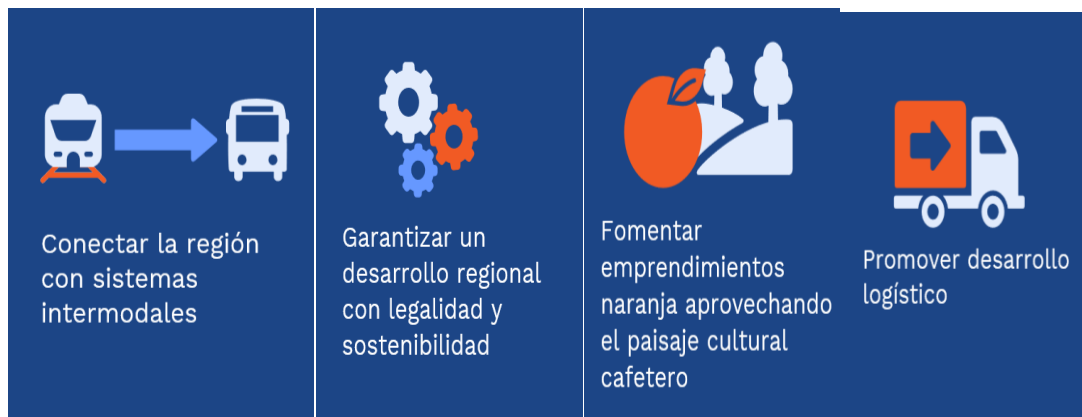 Conectar la región
con sistemas
intermodales
Garantizar un
desarrollo regional
con legalidad y
sostenibilidad
Fomentar
emprendimientos
naranja aprovechando
el paisaje cultural
cafetero
Promover desarrollo
logístico